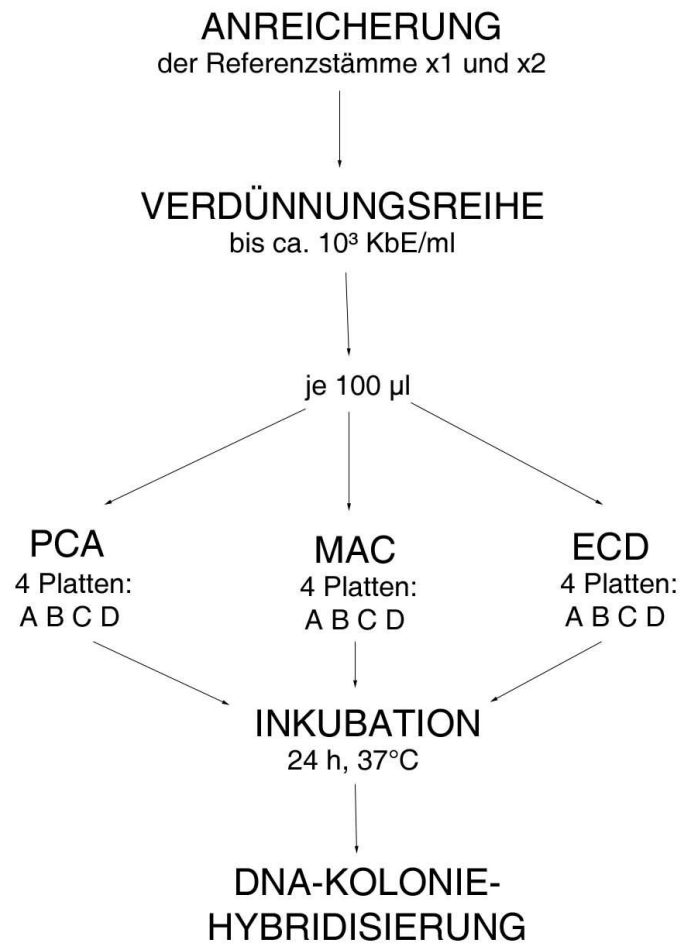 ANREICHERUNG
der Referenzstämme x1 und x2
VERDÜNNUNGSREIHE
bis ca. 10³ KbE/ml
je 100 µl
PCA
4 Platten:
A B C D
MAC
4 Platten:
A B C D
ECD
4 Platten:
A B C D
INKUBATION
24 h, 37°C
DNA-KOLONIE-
HYBRIDISIERUNG